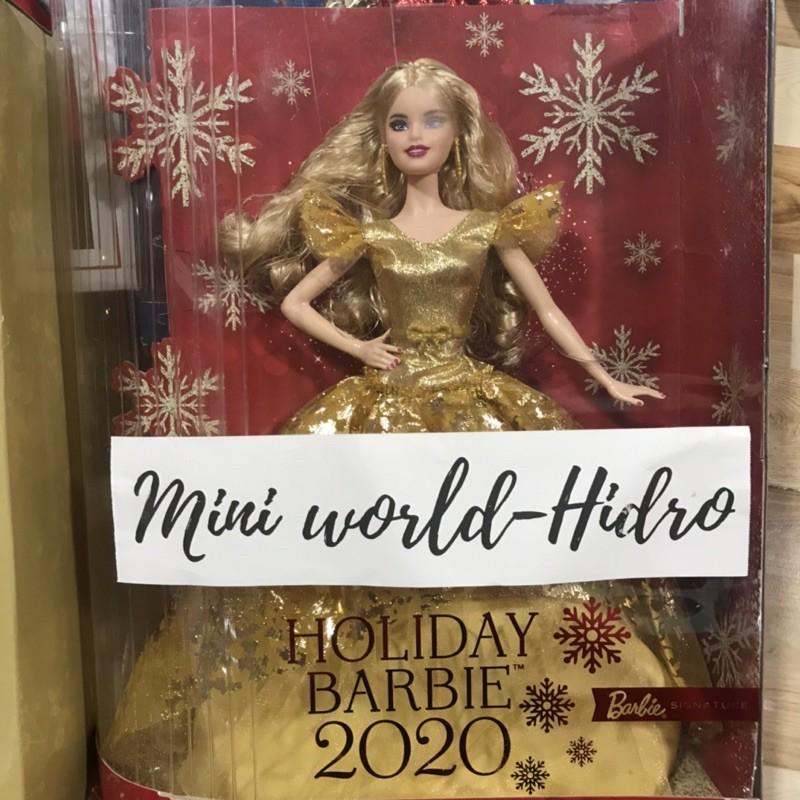 Mini world-Hidro
HOLIDAY
BARBIE™
2020
Barbie SIGNATURE